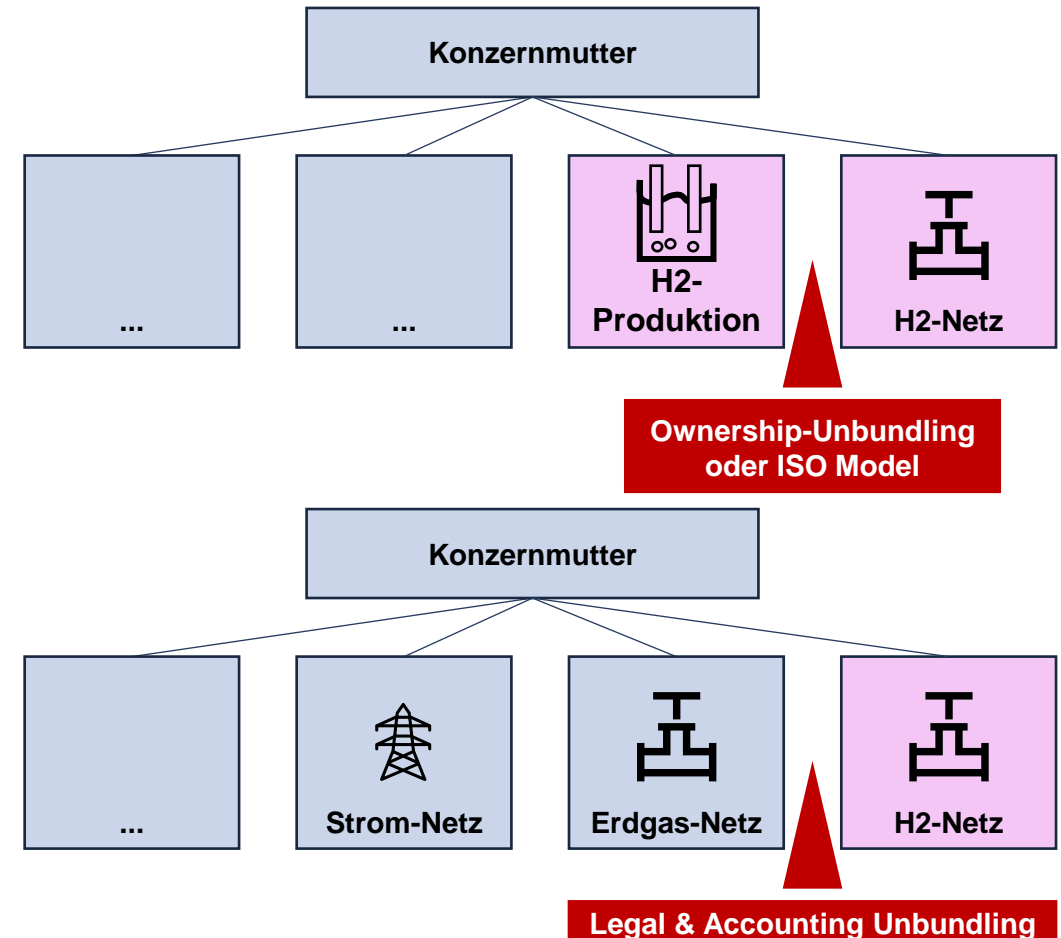 Konzernmutter
...
...
H2-
Produktion
H2-Netz
Ownership-Unbundling
oder ISO Model
Konzernmutter
...
Strom-Netz
Erdgas-Netz
H2-Netz
Legal & Accounting Unbundling